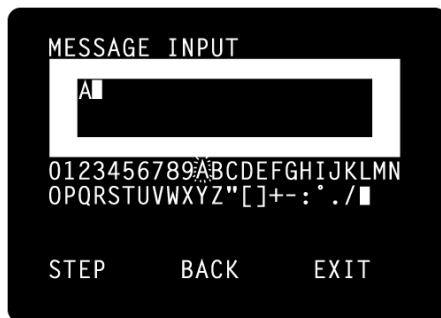 MESSAGE INPUT
A█
0123456789ABCDEFGHIJKLMN
OPQRSTUVWXYZ"[]+-:°./█
STEP BACK EXIT